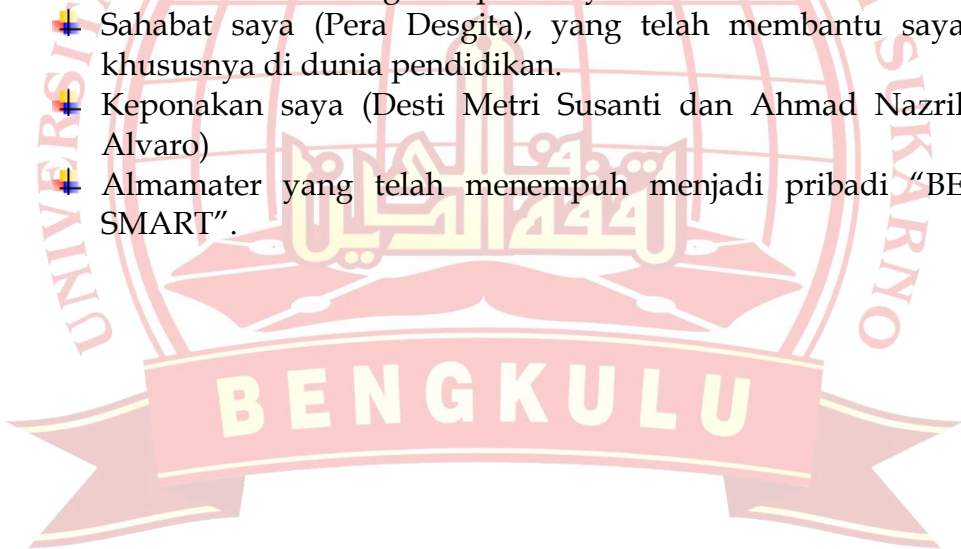 Sahabat saya (Pera Desgita), yang telah membantu saya
khususnya di dunia pendidikan.
Keponakan saya (Desti Metri Susanti dan Ahmad Nazril
Alvaro)
Almamater yang telah menempuh menjadi pribadi “BE
SMART”.
SUKARNO
BENGKULU